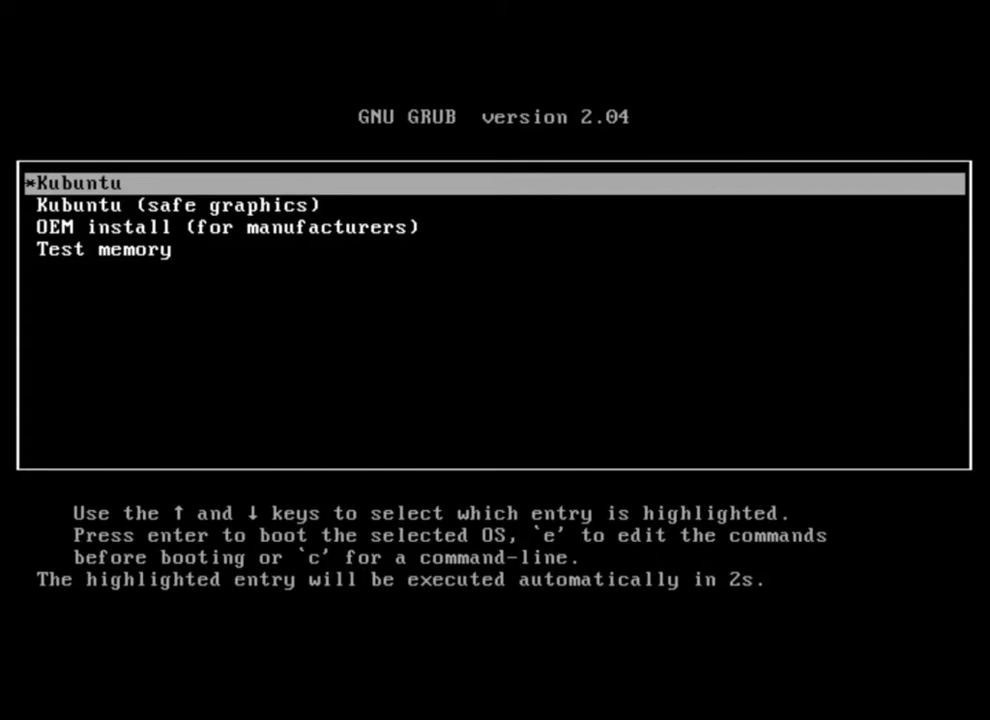 GNU GRUB version 2.04
*Kubuntu
Kubuntu (safe graphics)
OEM install (for manufacturers)
Test memory
Use the ↑ and ↓ keys to select which entry is highlighted.
Press enter to boot the selected OS, `e' to edit the commands
before booting or `c' for a command-line.
The highlighted entry will be executed automatically in 2s.